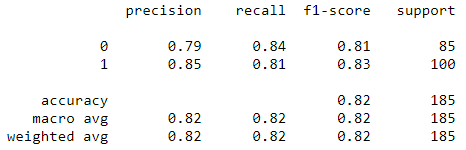 precision recall f1-score support
0 0.79 0.84 0.81 85
1 0.85 0.81 0.83 100
accuracy 0.82 185
macro avg 0.82 0.82 0.82 185
weighted avg 0.82 0.82 0.82 185